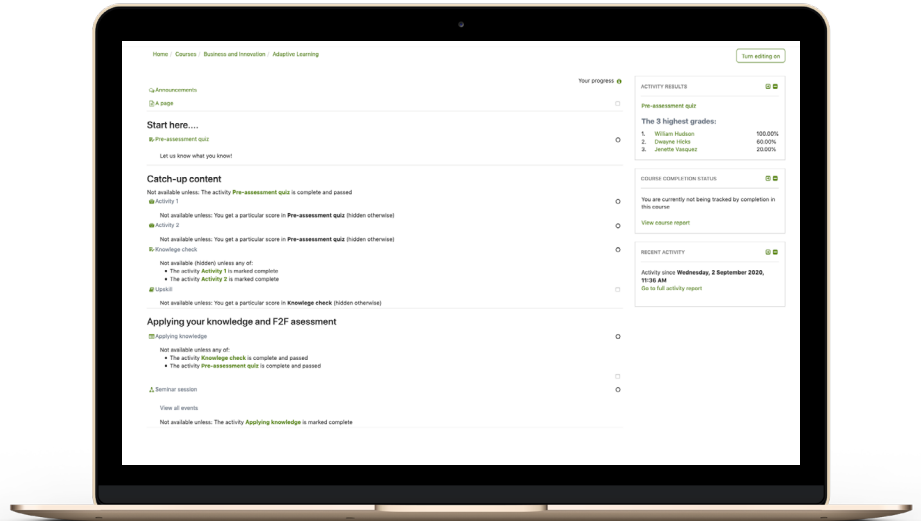 Home / Courses / Business and Innovation / Adaptive Learning
Turn editing on
Your progress
Announcements
A page
Start here....
Pre-assessment quiz
Let us know what you know!
Catch-up content
Not available unless: The activity Pre-assessment quiz is complete and passed
Activity 1
Not available unless: You get a particular score in Pre-assessment quiz (hidden otherwise)
Activity 2
Not available unless: You get a particular score in Pre-assessment quiz (hidden otherwise)
Knowlege check
Not available (hidden) unless any of:
• The activity Activity 1 is marked complete
• The activity Activity 2 is marked complete
Upskill
Not available unless: You get a particular score in Knowlege check (hidden otherwise)
Applying your knowledge and F2F asessment
Applying knowledge
Not available unless any of:
• The activity Knowlege check is complete and passed
• The activity Pre-assessment quiz is complete and passed
Seminar session
View all events
Not available unless: The activity Applying knowledge is marked complete
ACTIVITY RESULTS
Pre-assessment quiz
The 3 highest grades:
1. William Hudson 100.00%
2. Dwayne Hicks 60.00%
3. Jenette Vasquez 20.00%
COURSE COMPLETION STATUS
You are currently not being tracked by completion in
this course
View course report
RECENT ACTIVITY
Activity since Wednesday, 2 September 2020,
11:36 AM
Go to full activity report